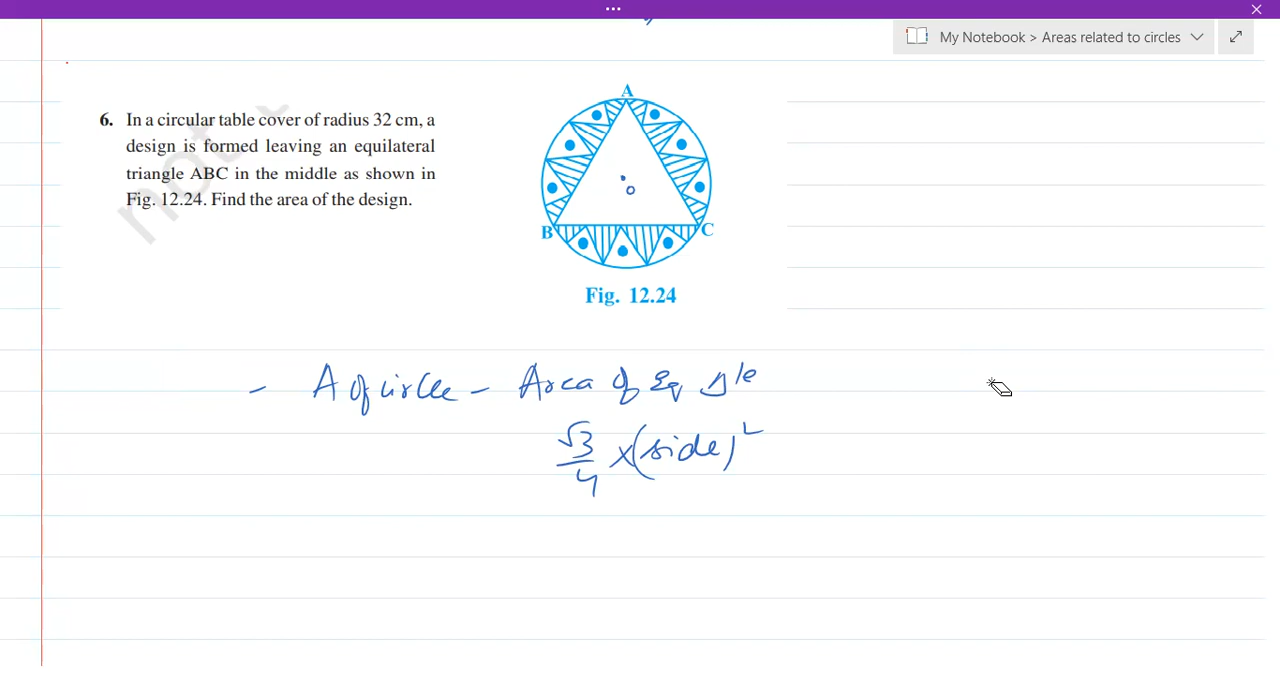 My Notebook > Areas related to circles
6. In a circular table cover of radius 32 cm, a
design is formed leaving an equilateral
triangle ABC in the middle as shown in
Fig. 12.24. Find the area of the design.
A
o
B
C
Fig. 12.24
- A of circle - Area of Eq Δle
√3/4 x (side)²
not